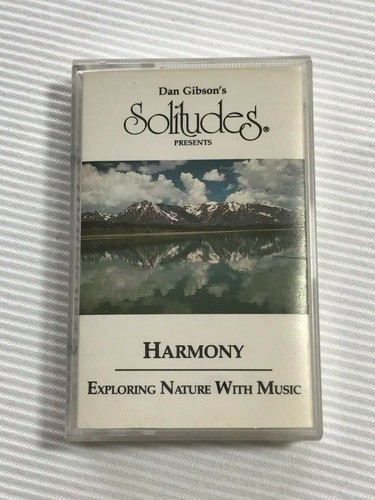 Dan Gibson's
Solitudes®
PRESENTS
HARMONY
EXPLORING NATURE WITH MUSIC